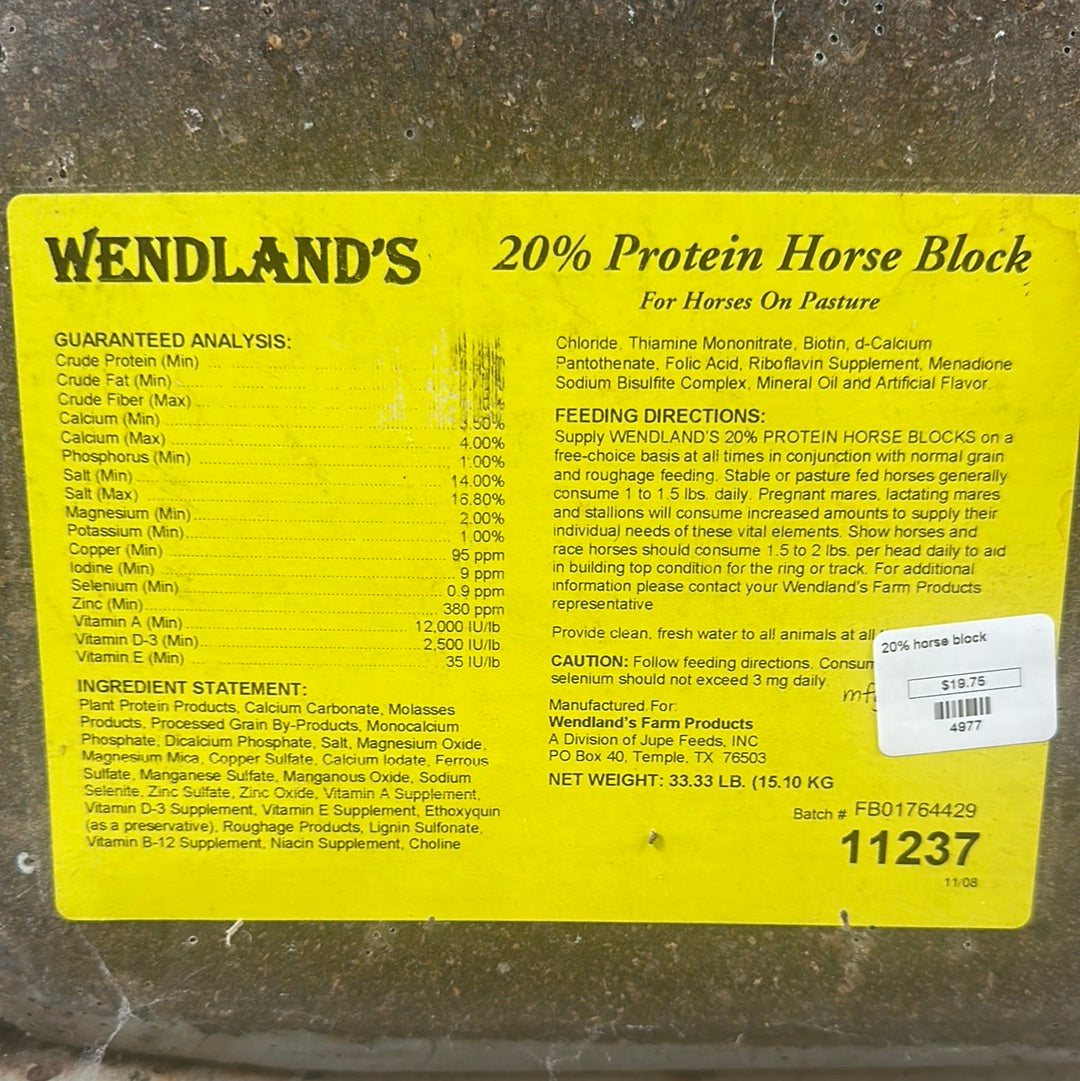 WENDLAND'S
20% Protein Horse Block
For Horses On Pasture
GUARANTEED ANALYSIS:
Crude Protein (Min)
Crude Fat (Min)
Crude Fiber (Max)
Calcium (Min) 3.50%
Calcium (Max) 4.00%
Phosphorus (Min) 1.00%
Salt (Min) 14.00%
Salt (Max) 16.80%
Magnesium (Min) 2.00%
Potassium (Min) 1.00%
Copper (Min) 95 ppm
Iodine (Min) 9 ppm
Selenium (Min) 0.9 ppm
Zinc (Min) 380 ppm
Vitamin A (Min) 12,000 IU/lb
Vitamin D-3 (Min) 2,500 IU/lb
Vitamin E (Min) 35 IU/lb
INGREDIENT STATEMENT:
Plant Protein Products, Calcium Carbonate, Molasses
Products, Processed Grain By-Products, Monocalcium
Phosphate, Dicalcium Phosphate, Salt, Magnesium Oxide,
Magnesium Mica, Copper Sulfate, Calcium Iodate, Ferrous
Sulfate, Manganese Sulfate, Manganous Oxide, Sodium
Selenite, Zinc Sulfate, Zinc Oxide, Vitamin A Supplement,
Vitamin D-3 Supplement, Vitamin E Supplement, Ethoxyquin
(as a preservative), Roughage Products, Lignin Sulfonate,
Vitamin B-12 Supplement, Niacin Supplement, Choline
Chloride, Thiamine Mononitrate, Biotin, d-Calcium
Pantothenate, Folic Acid, Riboflavin Supplement, Menadione
Sodium Bisulfite Complex, Mineral Oil and Artificial Flavor.
FEEDING DIRECTIONS:
Supply WENDLAND'S 20% PROTEIN HORSE BLOCKS on a
free-choice basis at all times in conjunction with normal grain
and roughage feeding. Stable or pasture fed horses generally
consume 1 to 1.5 lbs. daily. Pregnant mares, lactating mares
and stallions will consume increased amounts to supply their
individual needs of these vital elements. Show horses and
race horses should consume 1.5 to 2 lbs. per head daily to aid
in building top condition for the ring or track. For additional
information please contact your Wendland's Farm Products
representative
Provide clean, fresh water to all animals at all
CAUTION: Follow feeding directions. Consum
selenium should not exceed 3 mg daily.
Manufactured For:
Wendland's Farm Products
A Division of Jupe Feeds, INC
PO Box 40, Temple, TX 76503
NET WEIGHT: 33.33 LB. (15.10 KG
Batch # FB01764429
11237
11/08
20% horse block
$19.75
4977